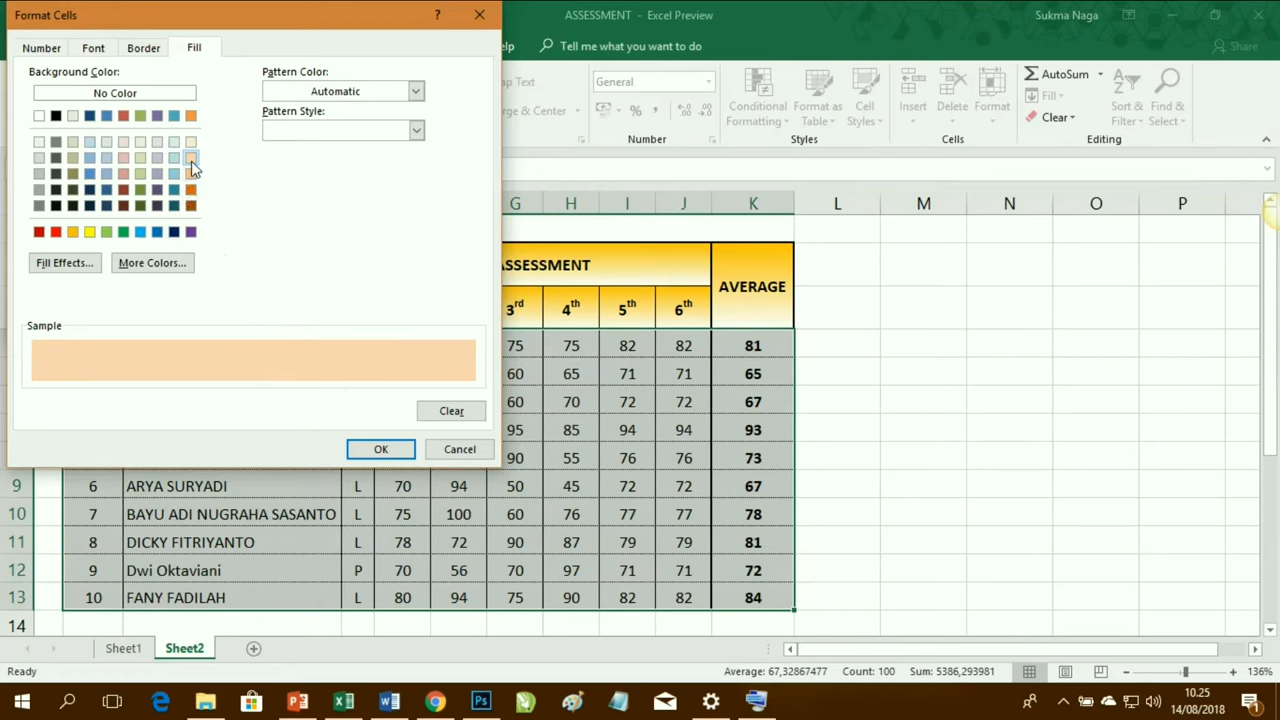 Format Cells ?
ASSESSMENT - Excel Preview
Sukma Naga
Tell me what you want to do
Share
Number Font Border Fill
Background Color:
No Color
Pattern Color:
Automatic
Pattern Style:
Fill Effects... More Colors...
Sample
Clear
OK Cancel
General
%
Number
Conditional Formatting
Format as Table
Cell Styles
Styles
Insert Delete Format
Cells
AutoSum
Fill
Clear
Sort & Filter
Find & Select
Editing
G H I J K L M N O P
ASSESSMENT AVERAGE
3rd 4th 5th 6th
75 75 82 82 81
60 65 71 71 65
60 70 72 72 67
95 85 94 94 93
90 55 76 76 73
9 6 ARYA SURYADI L 70 94 50 45 72 72 67
10 7 BAYU ADI NUGRAHA SASANTO L 75 100 60 76 77 77 78
11 8 DICKY FITRIYANTO L 78 72 90 87 79 79 81
12 9 Dwi Oktaviani P 70 56 70 97 71 71 72
13 10 FANY FADILAH L 80 94 75 90 82 82 84
14
Sheet1 Sheet2
Ready Average: 67,32867477 Count: 100 Sum: 5386,293981 136%
10.25
14/08/2018